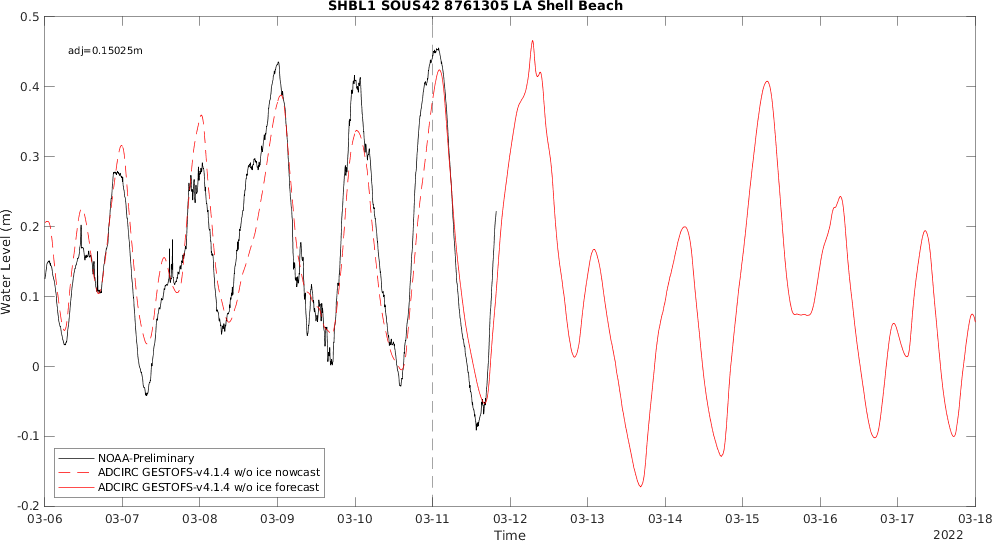 SHBL1 SOUS42 8761305 LA Shell Beach
adj=0.15025m
Water Level (m)
0.5
0.4
0.3
0.2
0.1
0
-0.1
-0.2
NOAA-Preliminary
ADCIRC GESTOFS-v4.1.4 w/o ice nowcast
ADCIRC GESTOFS-v4.1.4 w/o ice forecast
03-06 03-07 03-08 03-09 03-10 03-11 03-12 03-13 03-14 03-15 03-16 03-17 03-18
Time
2022